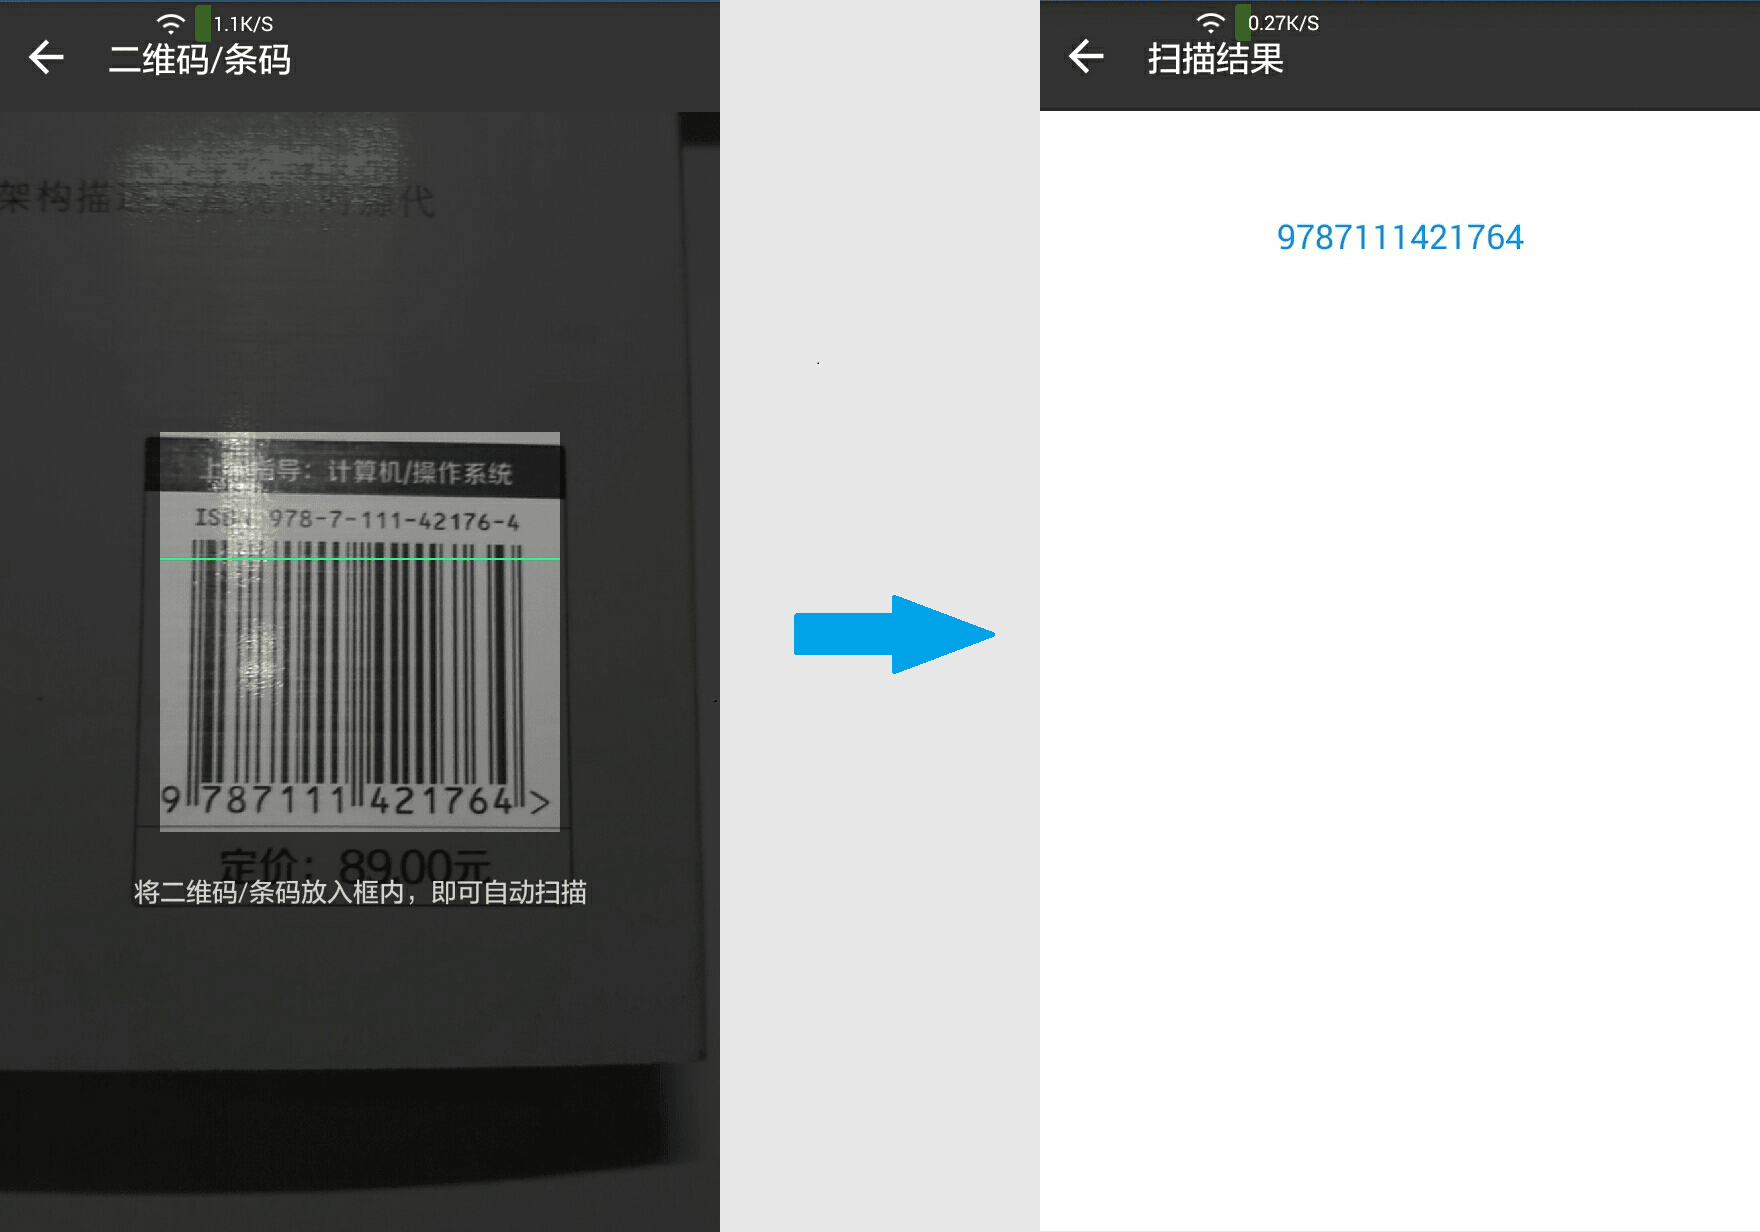 1.1K/S
二维码/条码
架构描
代
上架指导：计算机/操作系统
ISBN 978-7-111-42176-4
9 787111 421764 >
定价：89.00元
将二维码/条码放入框内，即可自动扫描
0.27K/S
扫描结果
9787111421764